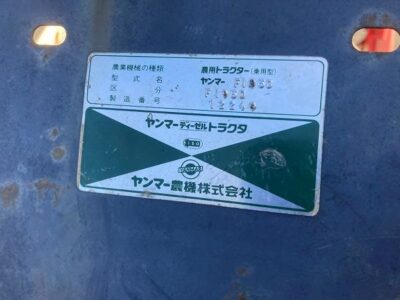 農業機械の種類 農用トラクター(乗用型)
型式名 ヤンマー
区分
製造番号
ヤンマーディーゼルトラクタ
ヤンマー農機株式会社